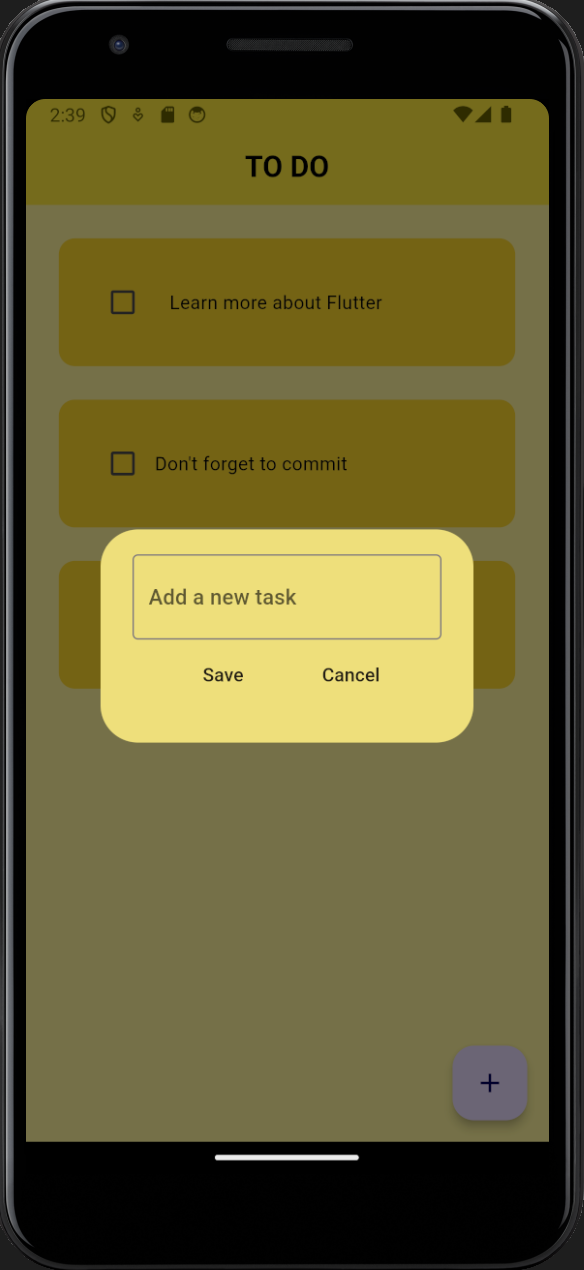 2:39
TO DO
Learn more about Flutter
Don't forget to commit
Add a new task
Save Cancel